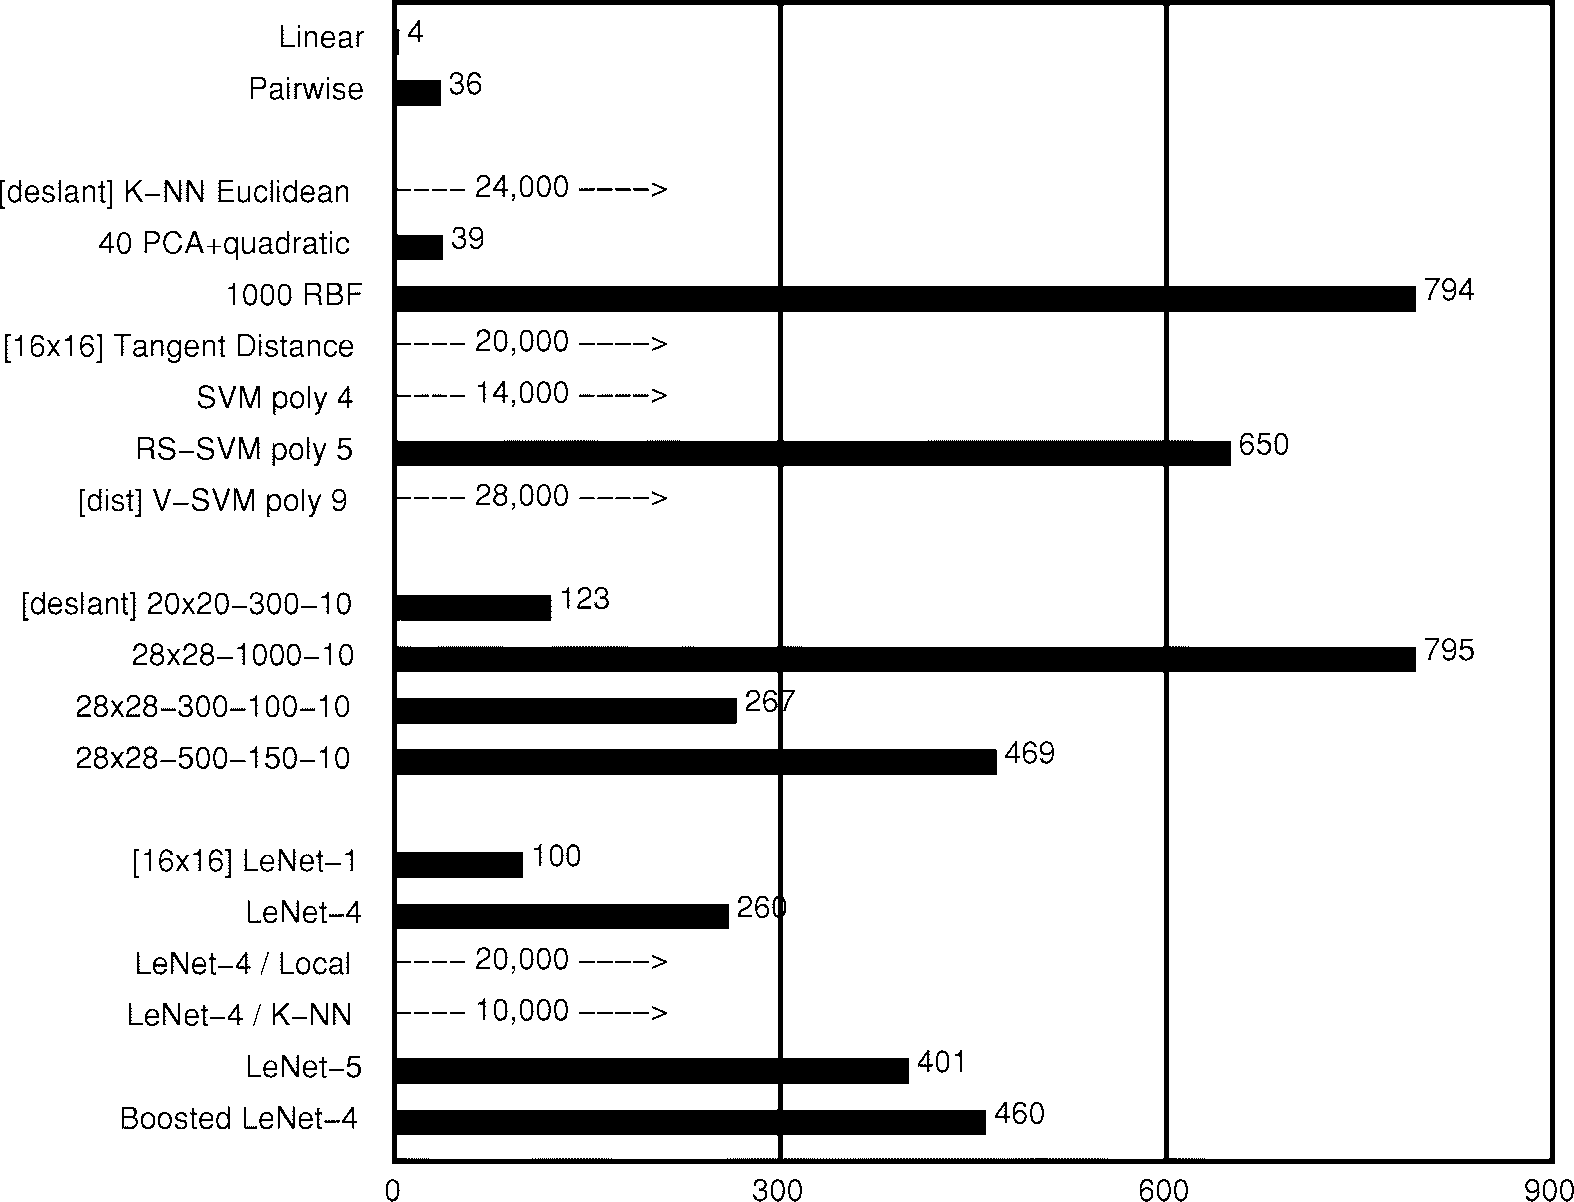 Linear 4
Pairwise 36
[deslant] K–NN Euclidean ---- 24,000 ---->
40 PCA+quadratic 39
1000 RBF 794
[16x16] Tangent Distance ---- 20,000 ---->
SVM poly 4 ---- 14,000 ---->
RS–SVM poly 5 650
[dist] V–SVM poly 9 ---- 28,000 ---->
[deslant] 20x20–300–10 123
28x28–1000–10 795
28x28–300–100–10 267
28x28–500–150–10 469
[16x16] LeNet–1 100
LeNet–4 260
LeNet–4 / Local ---- 20,000 ---->
LeNet–4 / K–NN ---- 10,000 ---->
LeNet–5 401
Boosted LeNet–4 460
0 300 600 900